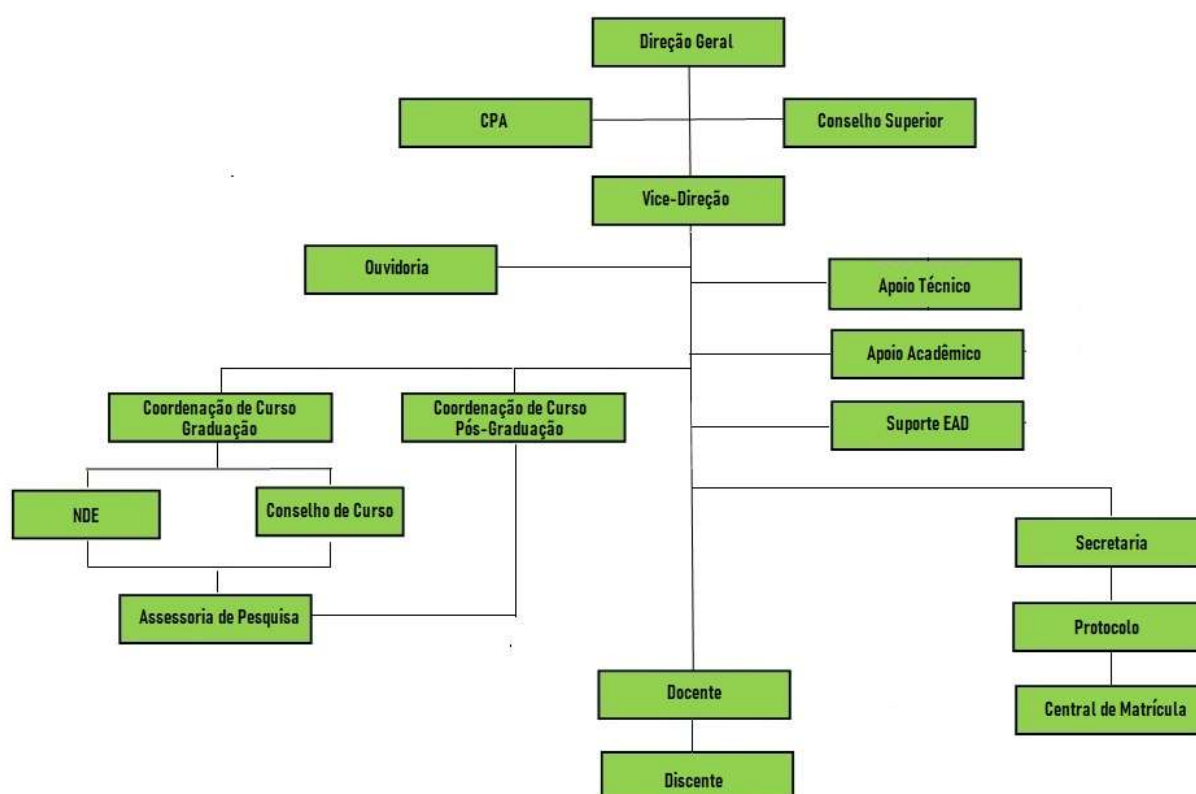 Direção Geral
CPA
Conselho Superior
Vice-Direção
Ouvidoria
Apoio Técnico
Apoio Acadêmico
Coordenação de Curso
Graduação
Coordenação de Curso
Pós-Graduação
Suporte EAD
NDE
Conselho de Curso
Secretaria
Assessoria de Pesquisa
Protocolo
Docente
Central de Matrícula
Discente